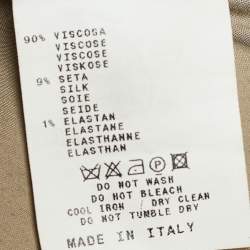 90% VISCOSA
VISCOSE
VISCOSE
VISKOSE
9% SETA
SILK
SOIE
SEIDE
1% ELASTAN
ELASTANE
ELASTHANNE
ELASTHAN
P
DO NOT WASH
DO NOT BLEACH
COOL IRON / DRY CLEAN
DO NOT TUMBLE DRY
MADE IN ITALY